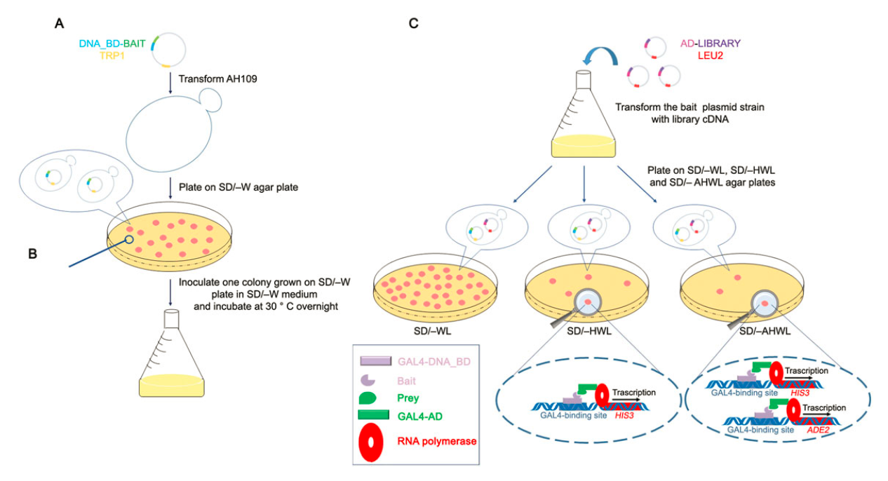 A
DNA_BD-BAIT
TRP1
Transform AH109
Plate on SD/–W agar plate
B
Inoculate one colony grown on SD/–W
plate in SD/–W medium
and incubate at 30 ° C overnight
C
AD-LIBRARY
LEU2
Transform the bait plasmid strain
with library cDNA
Plate on SD/–WL, SD/–HWL
and SD/– AHWL agar plates
SD/–WL
SD/–HWL
SD/–AHWL
GAL4-DNA_BD
Bait
Prey
GAL4-AD
RNA polymerase
Trascription
GAL4-binding site
HIS3
Trascription
GAL4-binding site
HIS3
Trascription
GAL4-binding site
ADE2